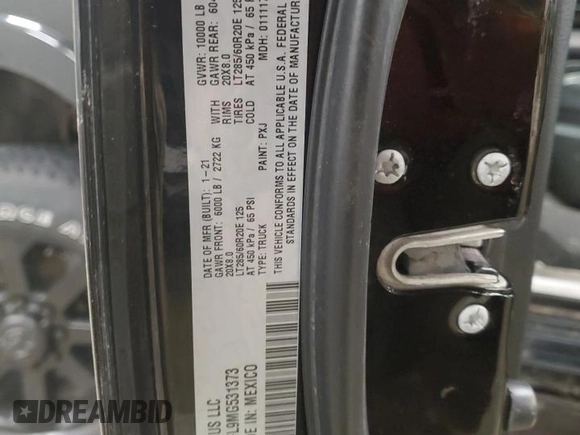 DATE OF MFR (BUILT): 1-21
GVWR: 10000 LB
GAWR FRONT: 6000 LB / 2722 KG
WITH
GAWR REAR: 60
20X8.0
RIMS
20X8.0
LT285/60R20E 125
TIRES
LT285/60R20E 125
AT 450 kPa / 65 PSI
COLD
AT 450 kPa / 65 P
TYPE: TRUCK
PAINT: PXJ
MDH: 01111
THIS VEHICLE CONFORMS TO ALL APPLICABLE U.S.A. FEDERAL
STANDARDS IN EFFECT ON THE DATE OF MANUFACTUR
US LLC
L9MG531373
E IN: MEXICO
DREAMBID